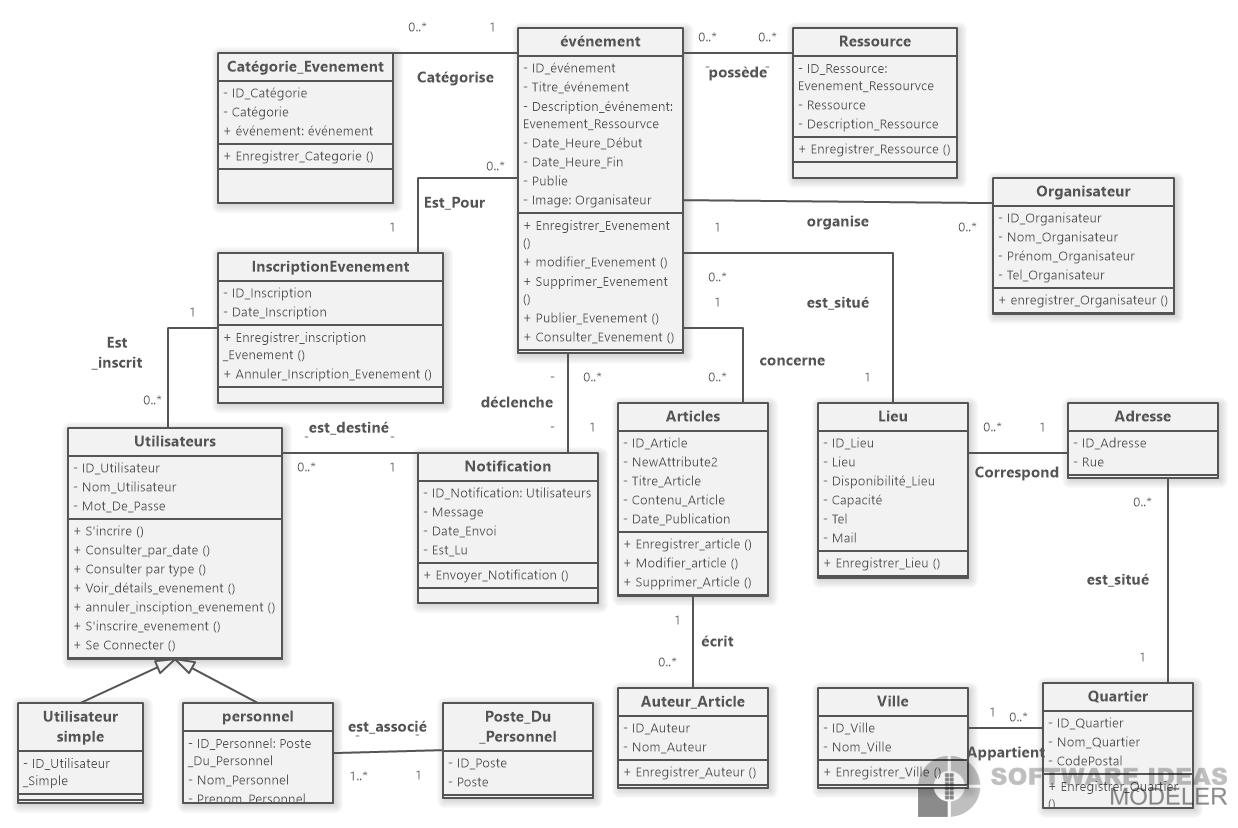 0..*
1
Catégorise
Catégorie_Evenement
- ID_Catégorie
- Catégorie
+ événement: événement
+ Enregistrer_Categorie ()
événement
- ID_événement
- Titre_événement
- Description_événement:
Evenement_Ressourvce
- Date_Heure_Début
- Date_Heure_Fin
- Publie
- Image: Organisateur
+ Enregistrer_Evenement
()
+ modifier_Evenement ()
+ Supprimer_Evenement
()
+ Publier_Evenement ()
+ Consulter_Evenement ()
0..*
0..*
_possède_
Ressource
- ID_Ressource:
Evenement_Ressourvce
- Ressource
- Description_Ressource
+ Enregistrer_Ressource ()
0..*
Est_Pour
1
1
organise
0..*
Organisateur
- ID_Organisateur
- Nom_Organisateur
- Prénom_Organisateur
- Tel_Organisateur
+ enregistrer_Organisateur ()
InscriptionEvenement
- ID_Inscription
- Date_Inscription
+ Enregistrer_inscription
_Evenement ()
+ Annuler_Inscription_Evenement ()
0..*
est_situé
1
1
concerne
0..*
1
Est
_inscrit
0..*
-
0..*
déclenche
-
1
_est_destiné_
0..*
1
Utilisateurs
- ID_Utilisateur
- Nom_Utilisateur
- Mot_De_Passe
+ S'incrire ()
+ Consulter_par_date ()
+ Consulter par type ()
+ Voir_détails_evenement ()
+ annuler_insciption_evenement ()
+ S'inscrire_evenement ()
+ Se Connecter ()
Notification
- ID_Notification: Utilisateurs
- Message
- Date_Envoi
- Est_Lu
+ Envoyer_Notification ()
Articles
- ID_Article
- NewAttribute2
- Titre_Article
- Contenu_Article
- Date_Publication
+ Enregistrer_article ()
+ Modifier_article ()
+ Supprimer_Article ()
Lieu
- ID_Lieu
- Lieu
- Disponibilité_Lieu
- Capacité
- Tel
- Mail
+ Enregistrer_Lieu ()
0..*
1
Correspond
Adresse
- ID_Adresse
- Rue
0..*
est_situé
1
1
écrit
0..*
Utilisateur
simple
- ID_Utilisateur
_Simple
personnel
- ID_Personnel: Poste
_Du_Personnel
- Nom_Personnel
- Prenom_Personnel
est_associé
1..*
1
Poste_Du
_Personnel
- ID_Poste
- Poste
Auteur_Article
- ID_Auteur
- Nom_Auteur
+ Enregistrer_Auteur ()
Ville
- ID_Ville
- Nom_Ville
+ Enregistrer_Ville ()
1
0..*
Appartient
Quartier
- ID_Quartier
- Nom_Quartier
- CodePostal
+ Enregistrer_Quartier
()
SOFTWARE IDEAS
MODELER